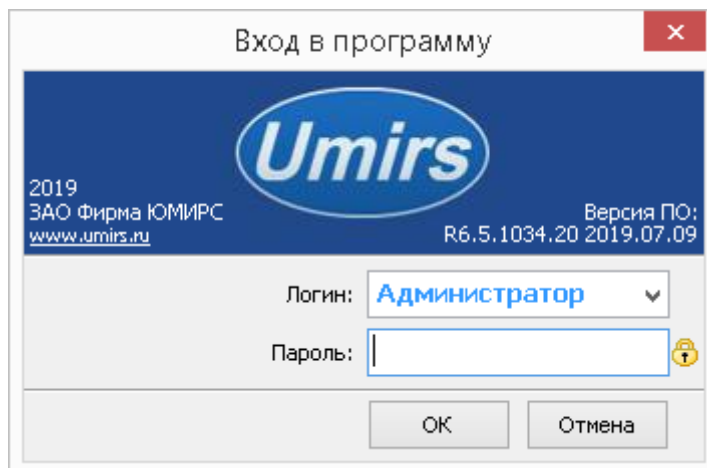 Вход в программу
Umirs
2019
ЗАО Фирма ЮМИРС
www.umirs.ru
Версия ПО:
R6.5.1034.20 2019.07.09
Логин: Администратор
Пароль:
ОК Отмена